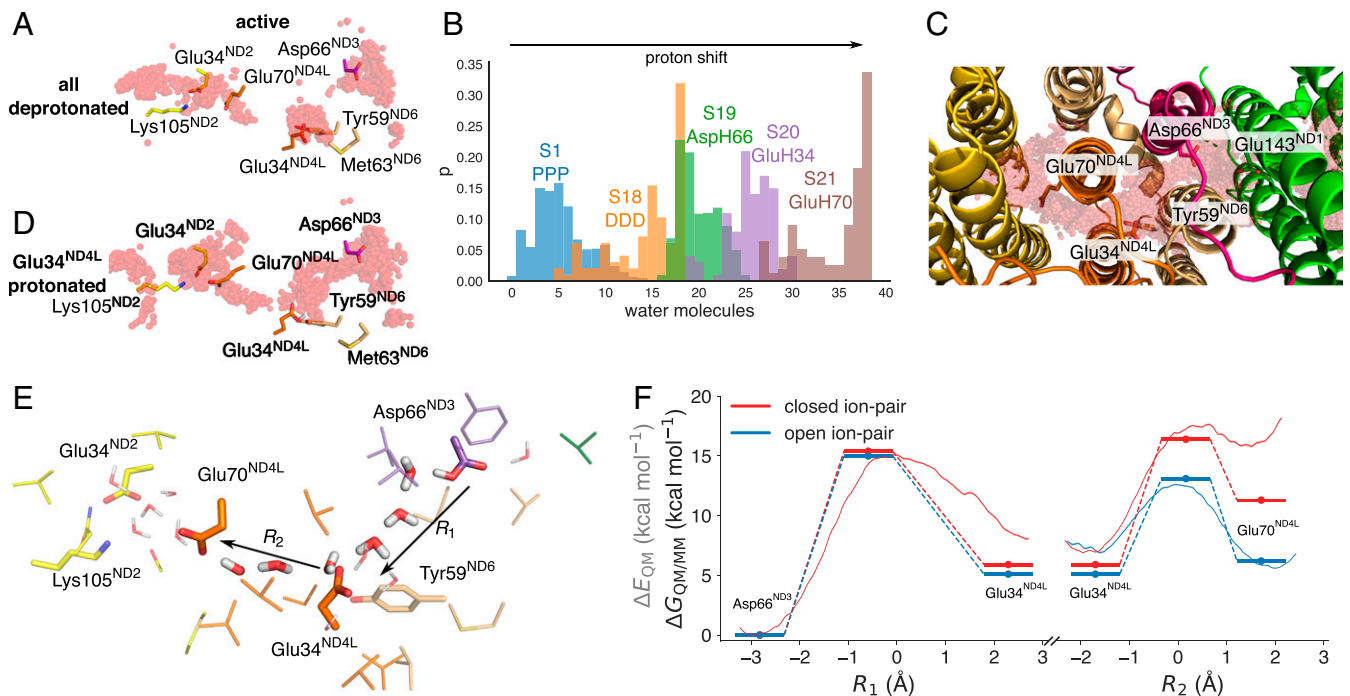 A
active
all
deprotonated
Glu34ND2
Asp66ND3
Glu70ND4L
Lys105ND2
Tyr59ND6
Glu34ND4L
Met63ND6
B
proton shift
p
0.35
0.30
0.25
0.20
0.15
0.10
0.05
0.00
S1
PPP
S18
DDD
S19
AspH66
S20
GluH34
S21
GluH70
0 5 10 15 20 25 30 35 40
water molecules
C
Asp66ND3
Glu143ND1
Glu70ND4L
Tyr59ND6
Glu34ND4L
D
Glu34ND4L
protonated
Glu34ND2
Asp66ND3
Glu70ND4L
Lys105ND2
Tyr59ND6
Glu34ND4L
Met63ND6
E
Asp66ND3
Glu34ND2
Glu70ND4L
R2
R1
Lys105ND2
Tyr59ND6
Glu34ND4L
F
closed ion-pair
open ion-pair
ΔEQM (kcal mol−1)
ΔGQM/MM (kcal mol−1)
20
15
10
5
0
Asp66ND3
Glu34ND4L
Glu34ND4L
Glu70ND4L
−3 −2 −1 0 1 2 3 −2 −1 0 1 2 3
R1 (Å)
R2 (Å)